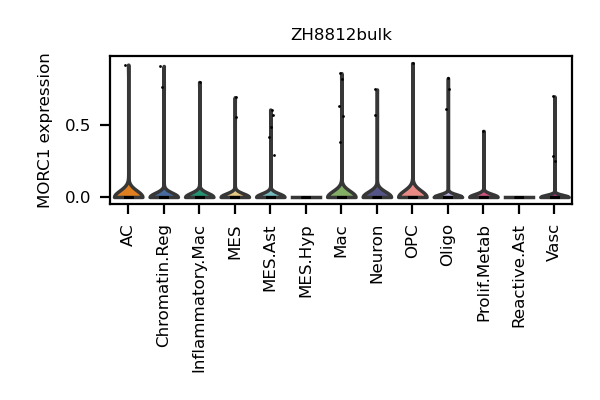 ZH8812bulk
MORC1 expression
0.5
0.0
AC
Chromatin.Reg
Inflammatory.Mac
MES
MES.Ast
MES.Hyp
Mac
Neuron
OPC
Oligo
Prolif.Metab
Reactive.Ast
Vasc